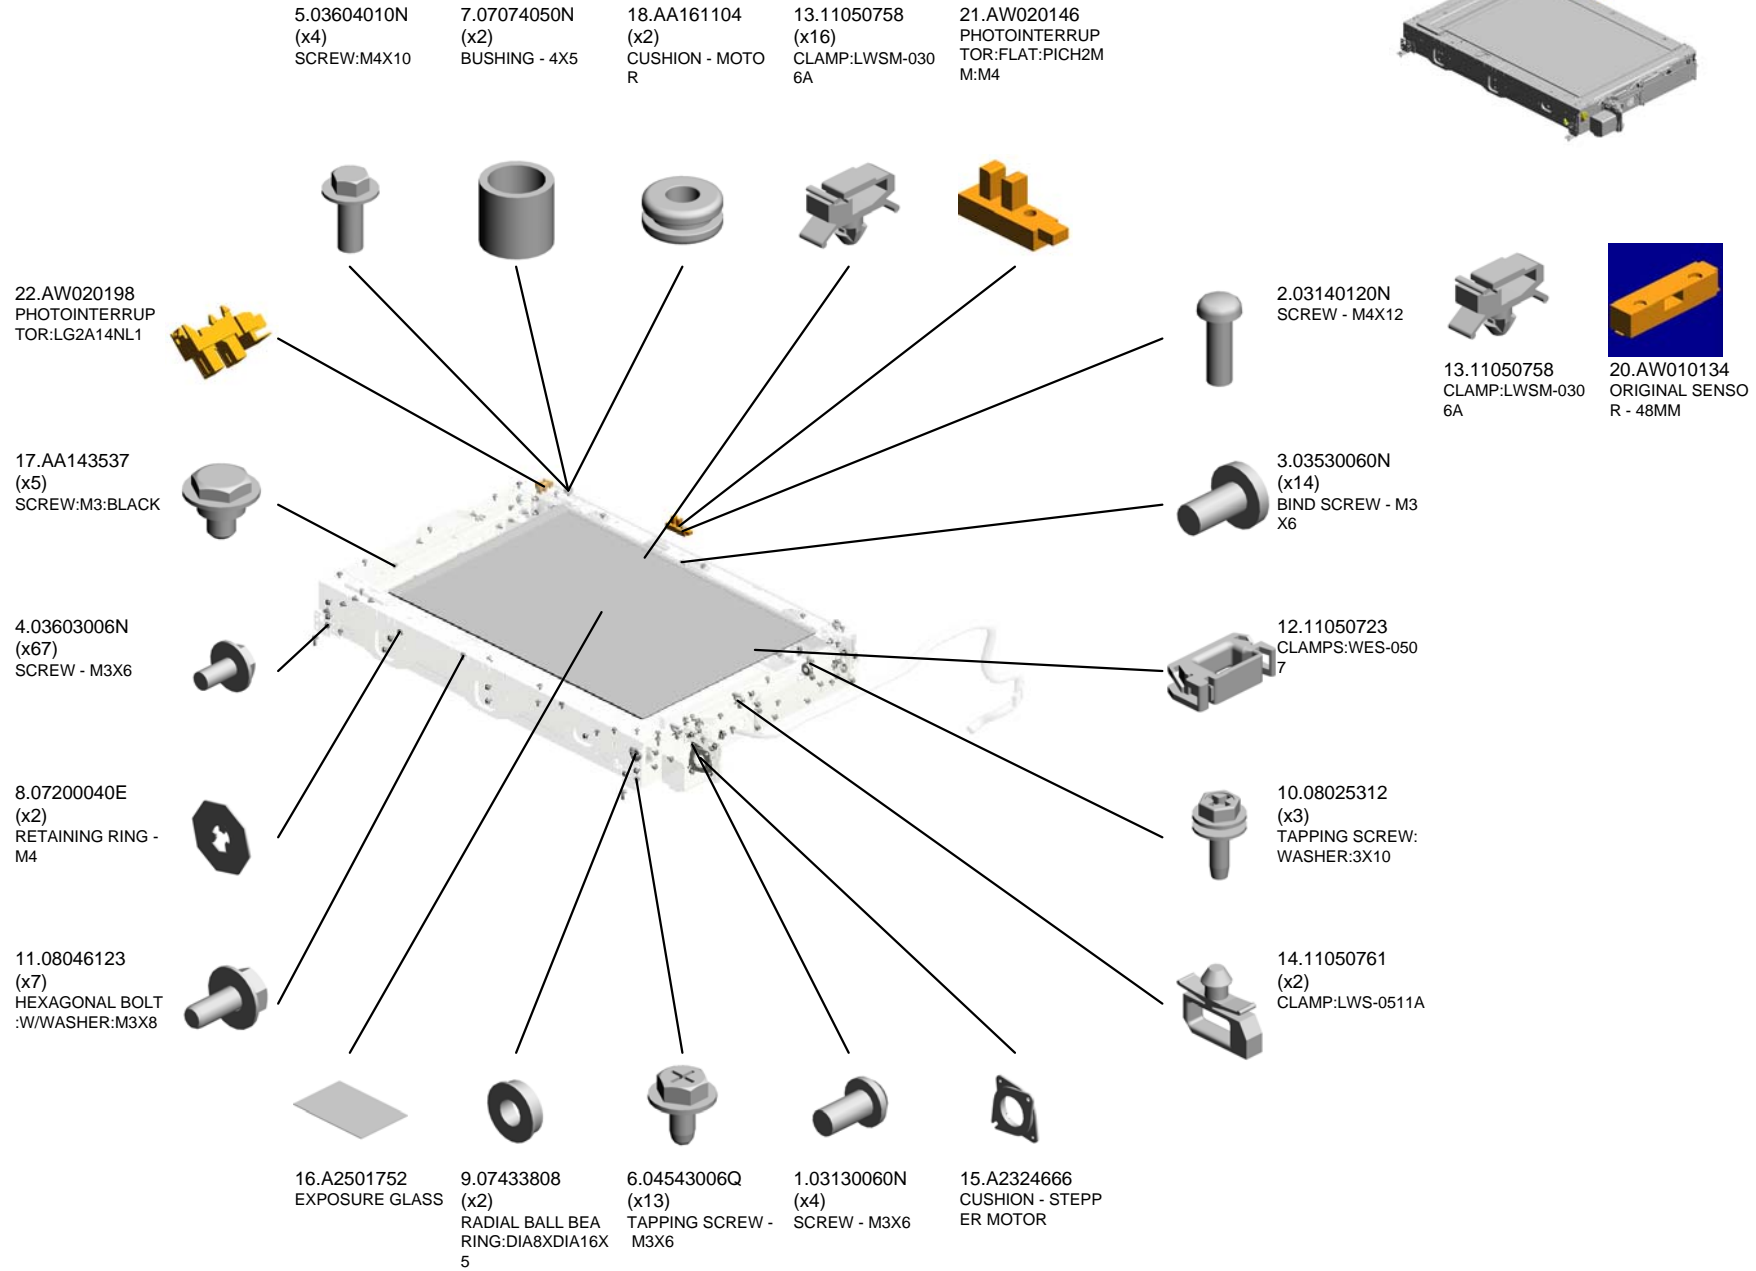 5.03604010N
(x4)
SCREW:M4X10
7.07074050N
(x2)
BUSHING - 4X5
18.AA161104
(x2)
CUSHION - MOTO
R
13.11050758
(x16)
CLAMP:LWSM-030
6A
21.AW020146
PHOTOINTERRUP
TOR:FLAT:PICH2M
M:M4
22.AW020198
PHOTOINTERRUP
TOR:LG2A14NL1
2.03140120N
SCREW - M4X12
13.11050758
CLAMP:LWSM-030
6A
20.AW010134
ORIGINAL SENSO
R - 48MM
17.AA143537
(x5)
SCREW:M3:BLACK
3.03530060N
(x14)
BIND SCREW - M3
X6
4.03603006N
(x67)
SCREW - M3X6
12.11050723
CLAMPS:WES-050
7
8.07200040E
(x2)
RETAINING RING -
M4
10.08025312
(x3)
TAPPING SCREW:
WASHER:3X10
11.08046123
(x7)
HEXAGONAL BOLT
:W/WASHER:M3X8
14.11050761
(x2)
CLAMP:LWS-0511A
16.A2501752
EXPOSURE GLASS
9.07433808
(x2)
RADIAL BALL BEA
RING:DIA8XDIA16X
5
6.04543006Q
(x13)
TAPPING SCREW -
M3X6
1.03130060N
(x4)
SCREW - M3X6
15.A2324666
CUSHION - STEPP
ER MOTOR